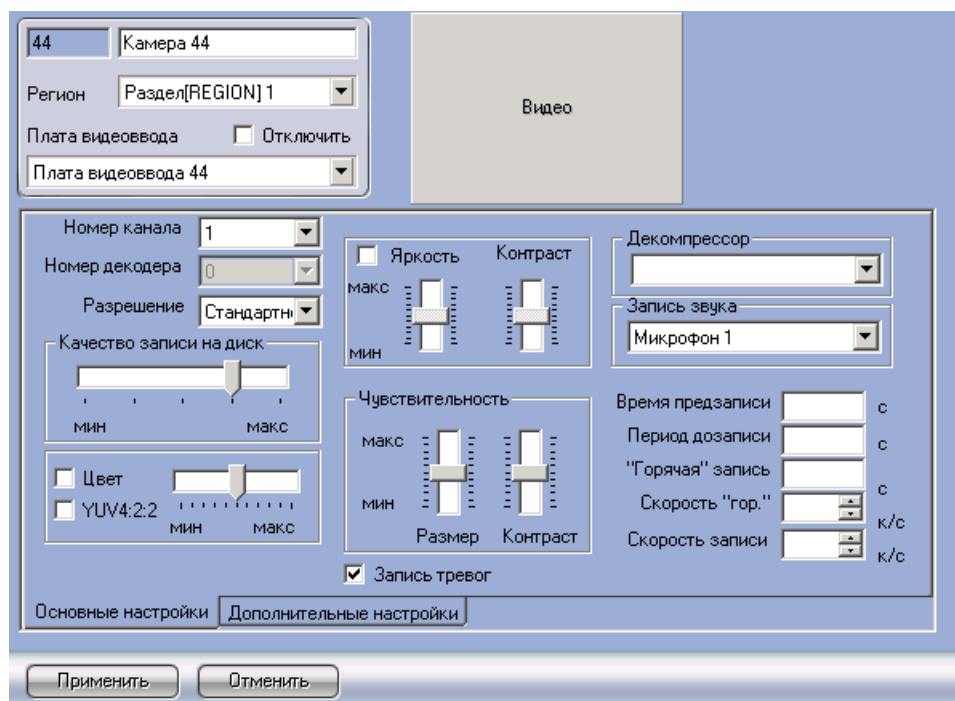 44 Камера 44
Регион Раздел[REGION] 1
Плата видеоввода Отключить
Плата видеоввода 44
Видео
Номер канала 1
Номер декодера 0
Разрешение Стандартн
Качество записи на диск
мин макс
Цвет
YUV4:2:2
мин макс
Яркость Контраст
макс
мин
Чувствительность
макс
мин
Размер Контраст
Запись тревог
Декомпрессор
Запись звука
Микрофон 1
Время предзаписи с
Период дозаписи с
"Горячая" запись с
Скорость "гор." к/с
Скорость записи к/с
Основные настройки Дополнительные настройки
Применить Отменить